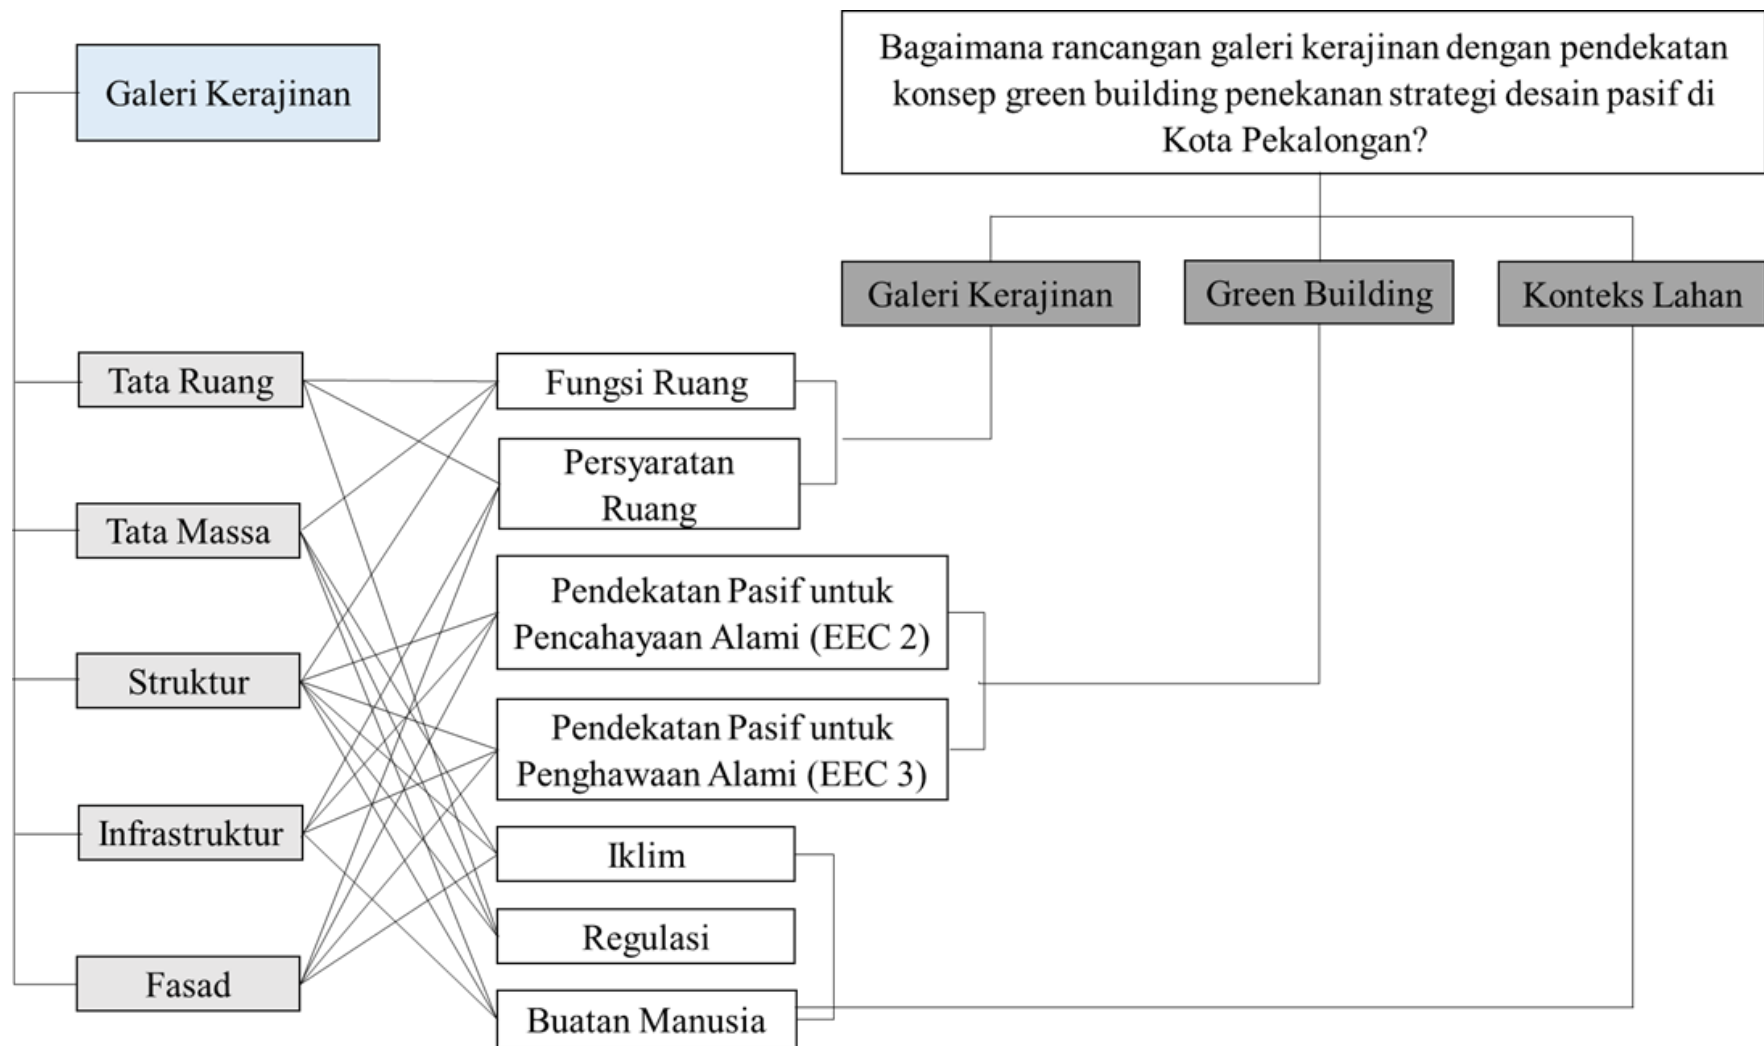 Galeri Kerajinan
Bagaimana rancangan galeri kerajinan dengan pendekatan
konsep green building penekanan strategi desain pasif di
Kota Pekalongan?
Galeri Kerajinan
Green Building
Konteks Lahan
Tata Ruang
Tata Massa
Struktur
Infrastruktur
Fasad
Fungsi Ruang
Persyaratan
Ruang
Pendekatan Pasif untuk
Pencahayaan Alami (EEC 2)
Pendekatan Pasif untuk
Penghawaan Alami (EEC 3)
Iklim
Regulasi
Buatan Manusia